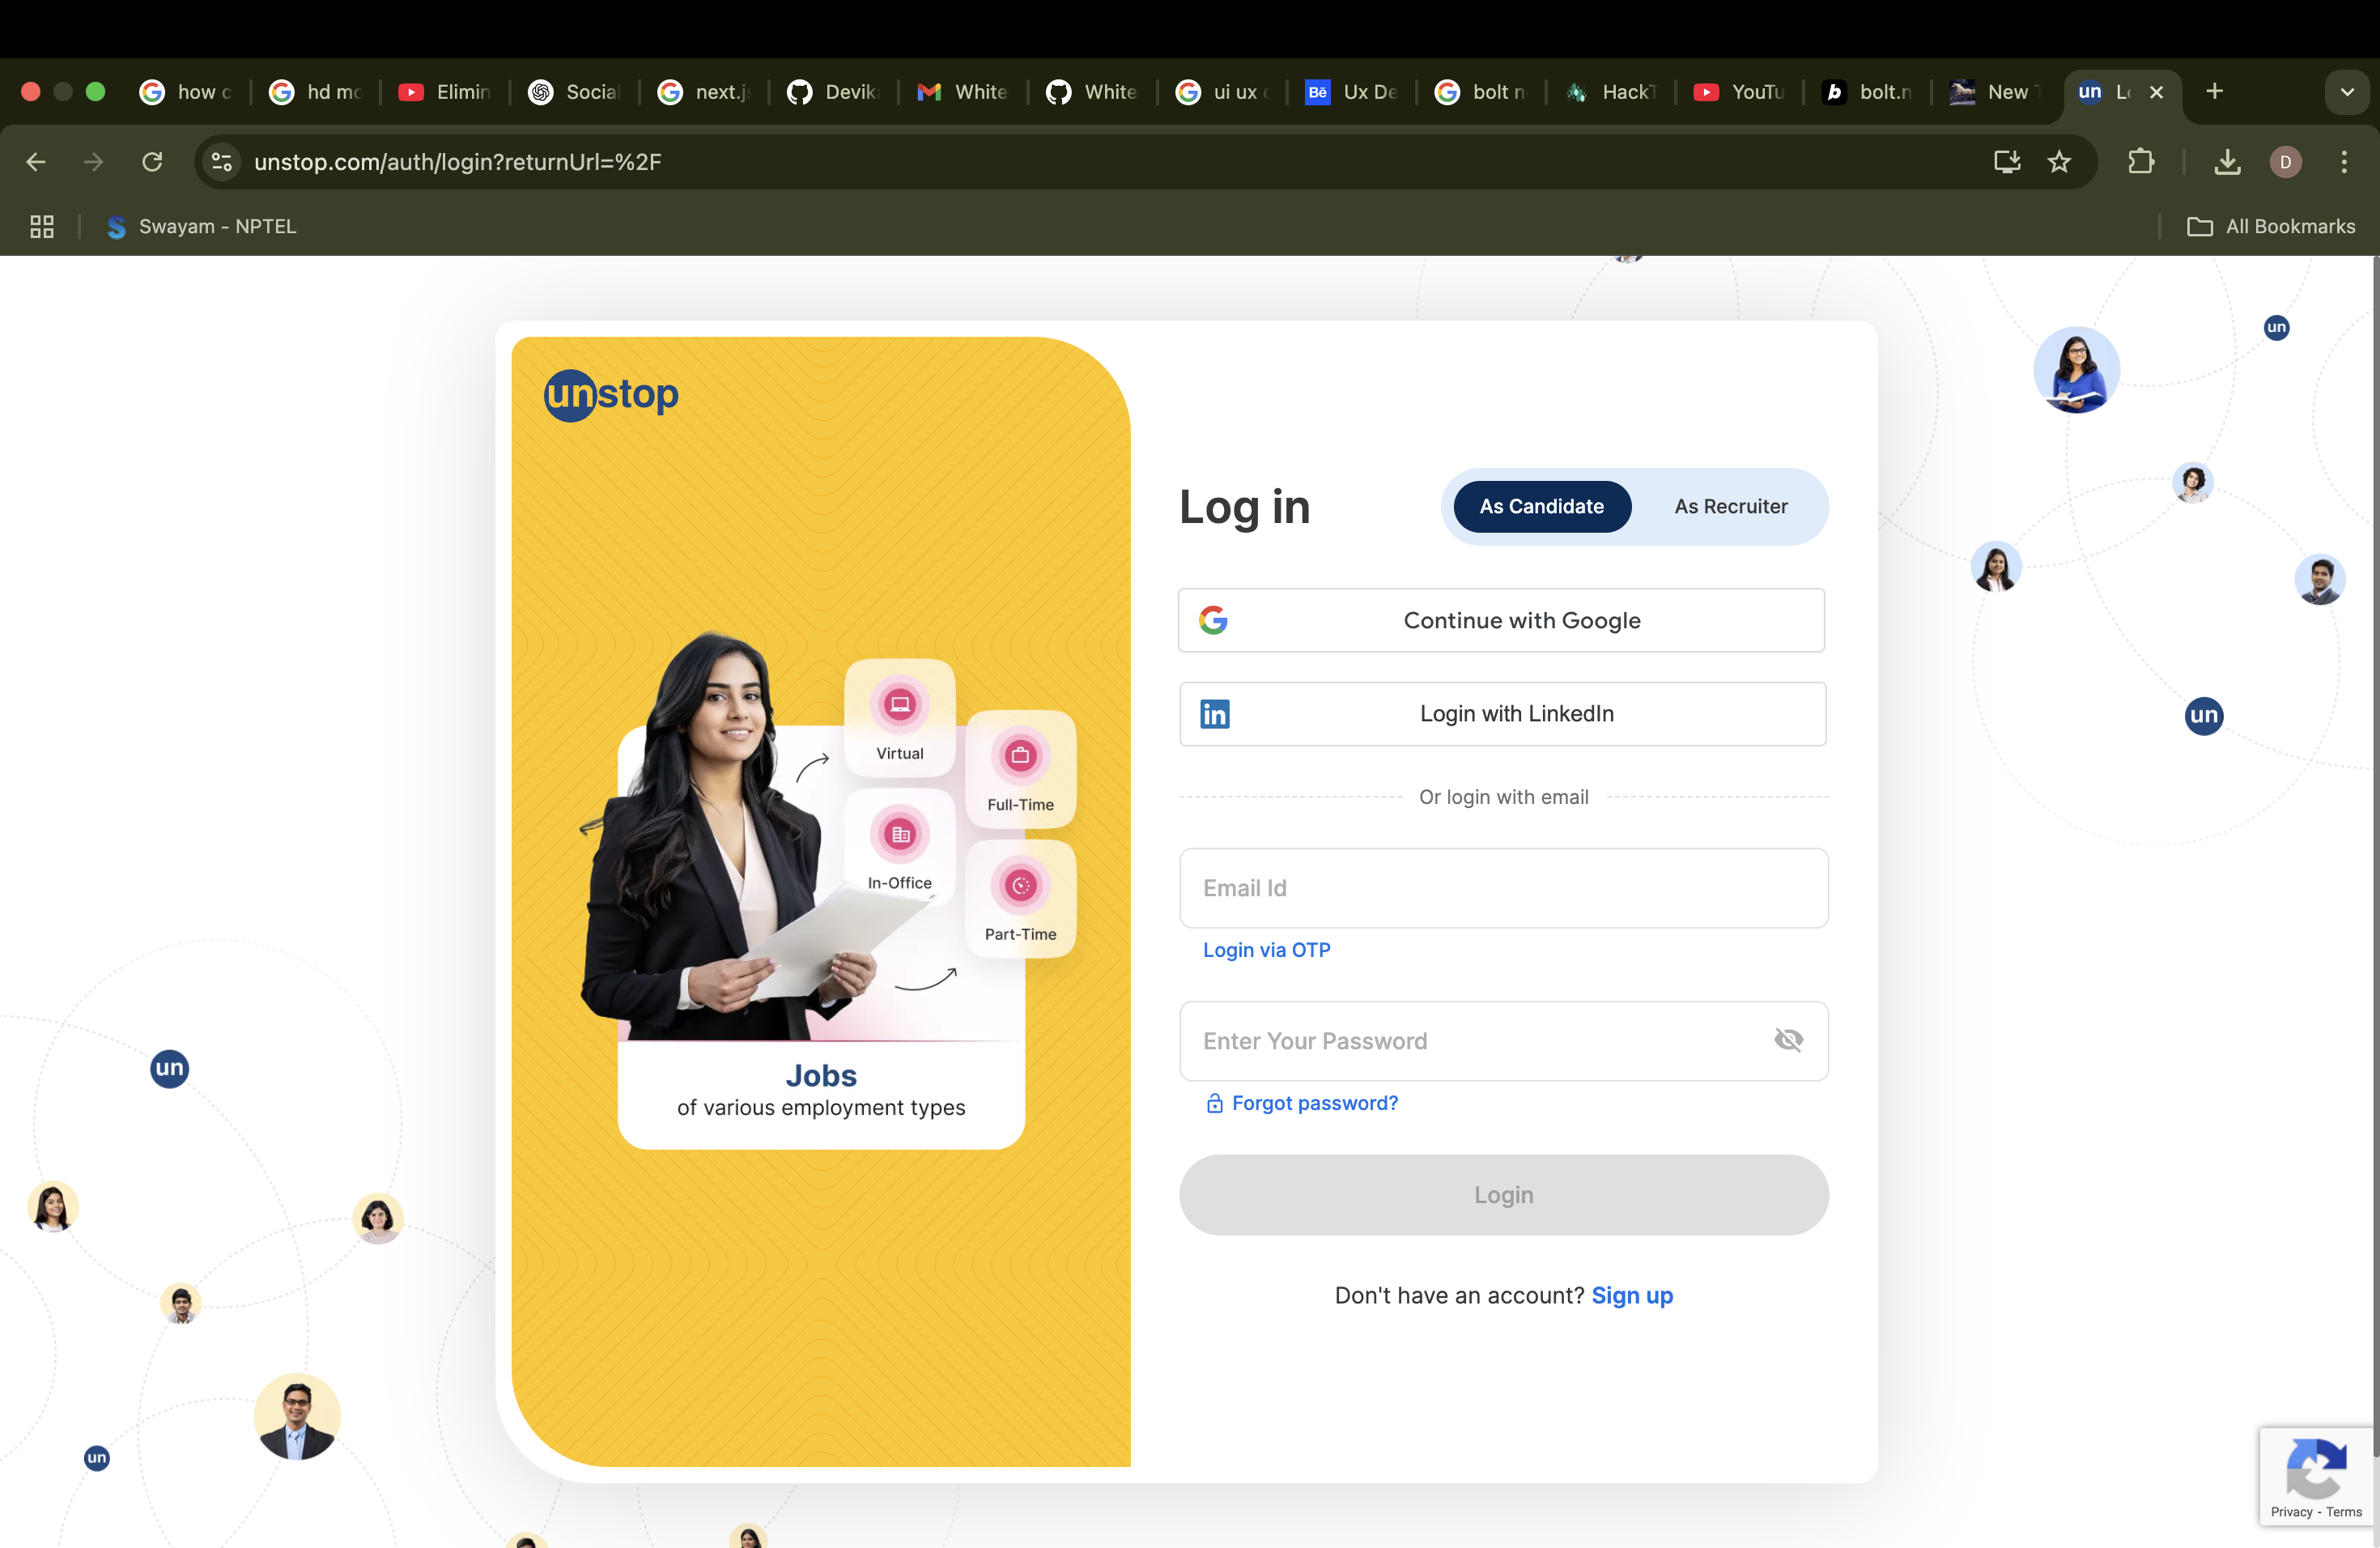 how c
hd mo
Elimin
Social
next.js
Devik
White
White
ui ux
Ux De
bolt n
HackT
YouTu
bolt.n
New
un
unstop.com/auth/login?returnUrl=%2F
D
Swayam - NPTEL
All Bookmarks
unstop
Log in
As Candidate
As Recruiter
Continue with Google
Login with LinkedIn
Or login with email
Email Id
Login via OTP
Enter Your Password
Forgot password?
Login
Don't have an account? Sign up
Virtual
Full-Time
In-Office
Part-Time
Jobs
of various employment types
un
un
un
un
Privacy - Terms